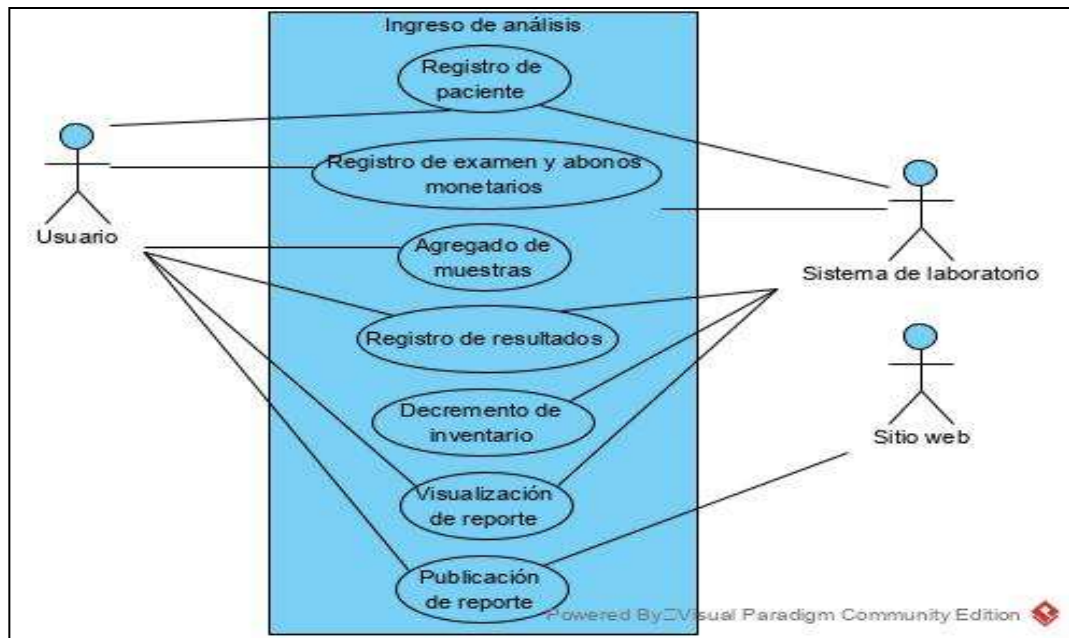 Ingreso de análisis
Registro de
paciente
Registro de examen y abonos
monetarios
Usuario
Agregado de
muestras
Sistema de laboratorio
Registro de resultados
Decremento de
inventario
Sitio web
Visualización
de reporte
Publicación
de reporte
Powered By Visual Paradigm Community Edition